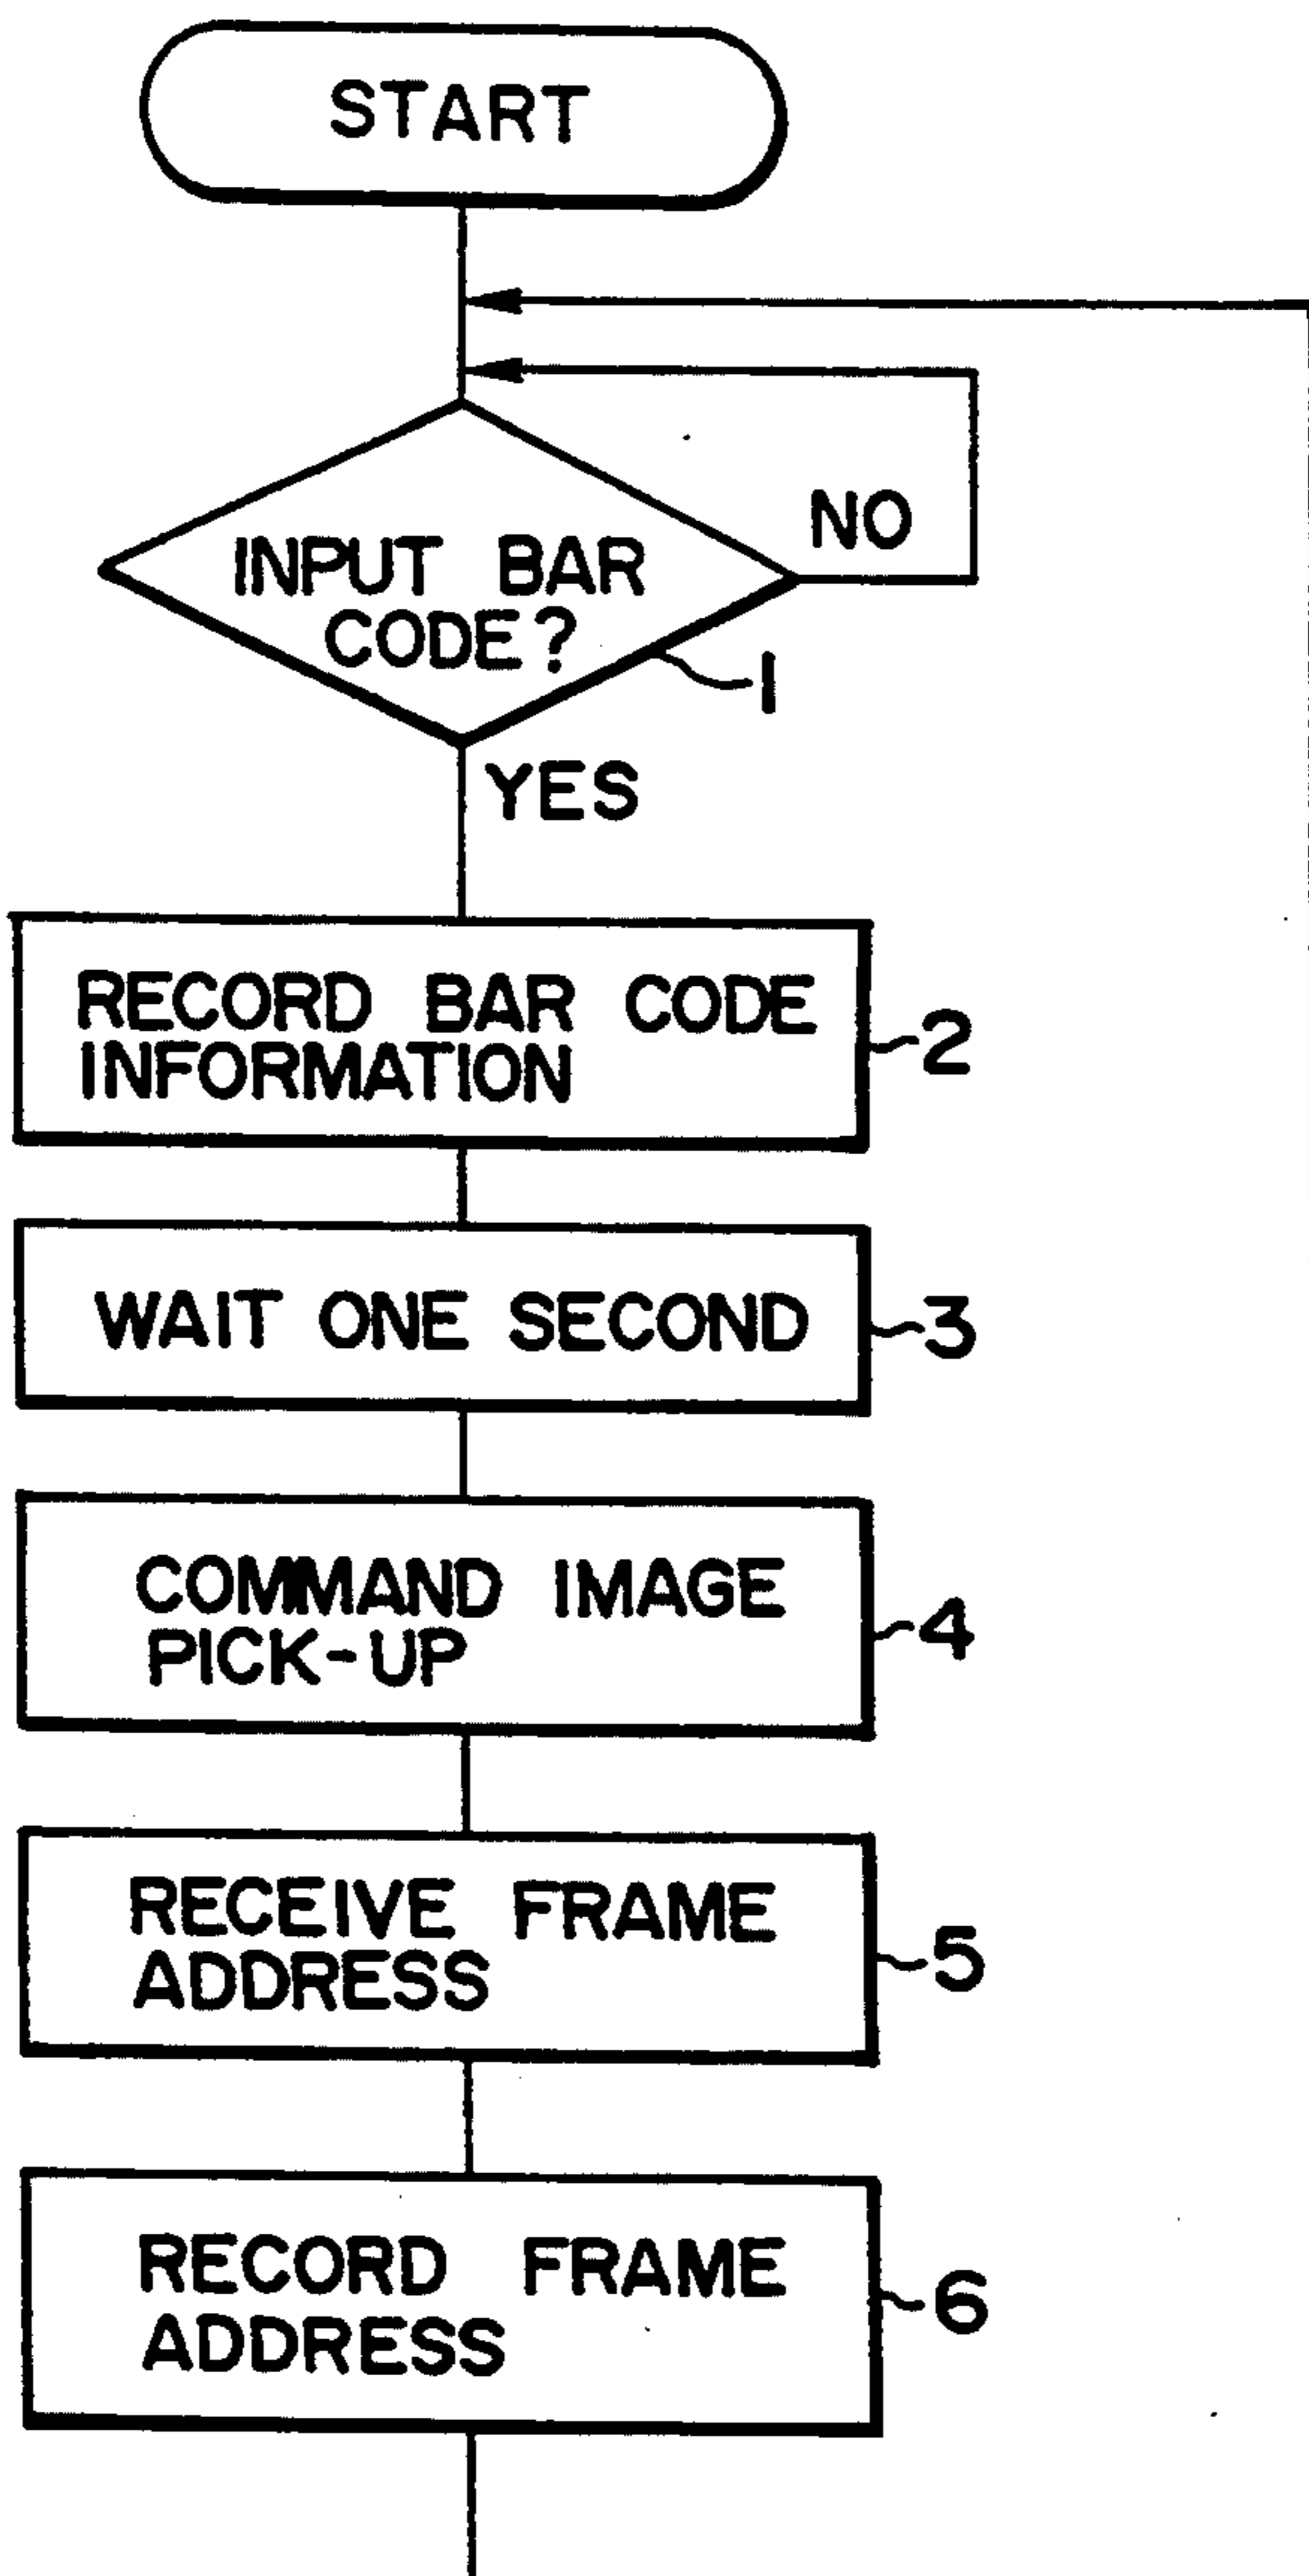 START
NO
INPUT BAR
CODE?
1
YES
RECORD BAR CODE
INFORMATION
2
WAIT ONE SECOND
3
COMMAND IMAGE
PICK-UP
4
RECEIVE FRAME
ADDRESS
5
RECORD FRAME
ADDRESS
6